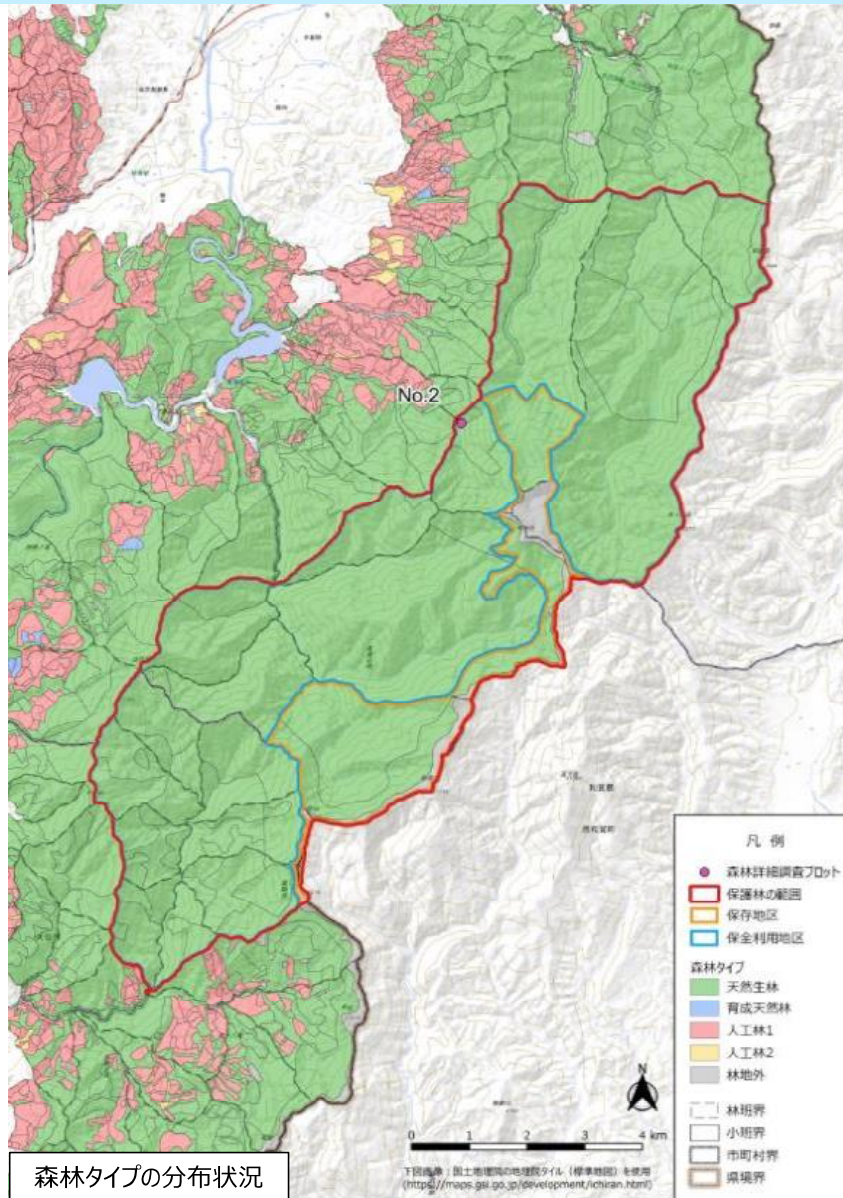 No.2
凡 例
森林詳細調査プロット
保護林の範囲
保存地区
保全利用地区
森林タイプ
天然生林
育成天然林
人工林1
人工林2
林地外
林班界
小班界
市町村界
県境界
N
0 1 2 3 4 km
下図画像：国土地理院の地理院タイル（標準地図）を使用
(https://maps.gsi.go.jp/development/ichiran.html)
森林タイプの分布状況